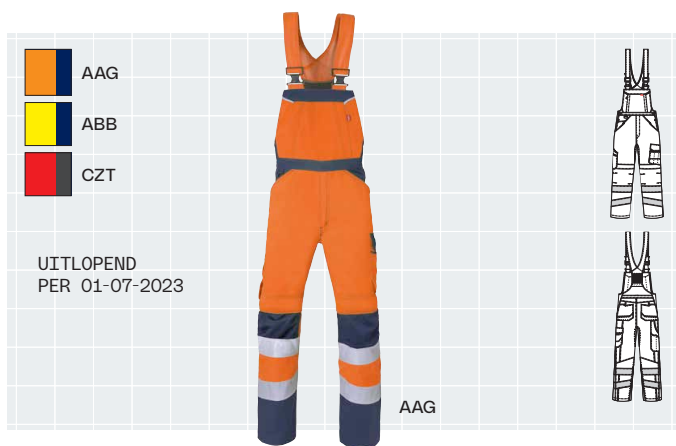 AAG
ABB
CZT
UITLOPEND
PER 01-07-2023
AAG